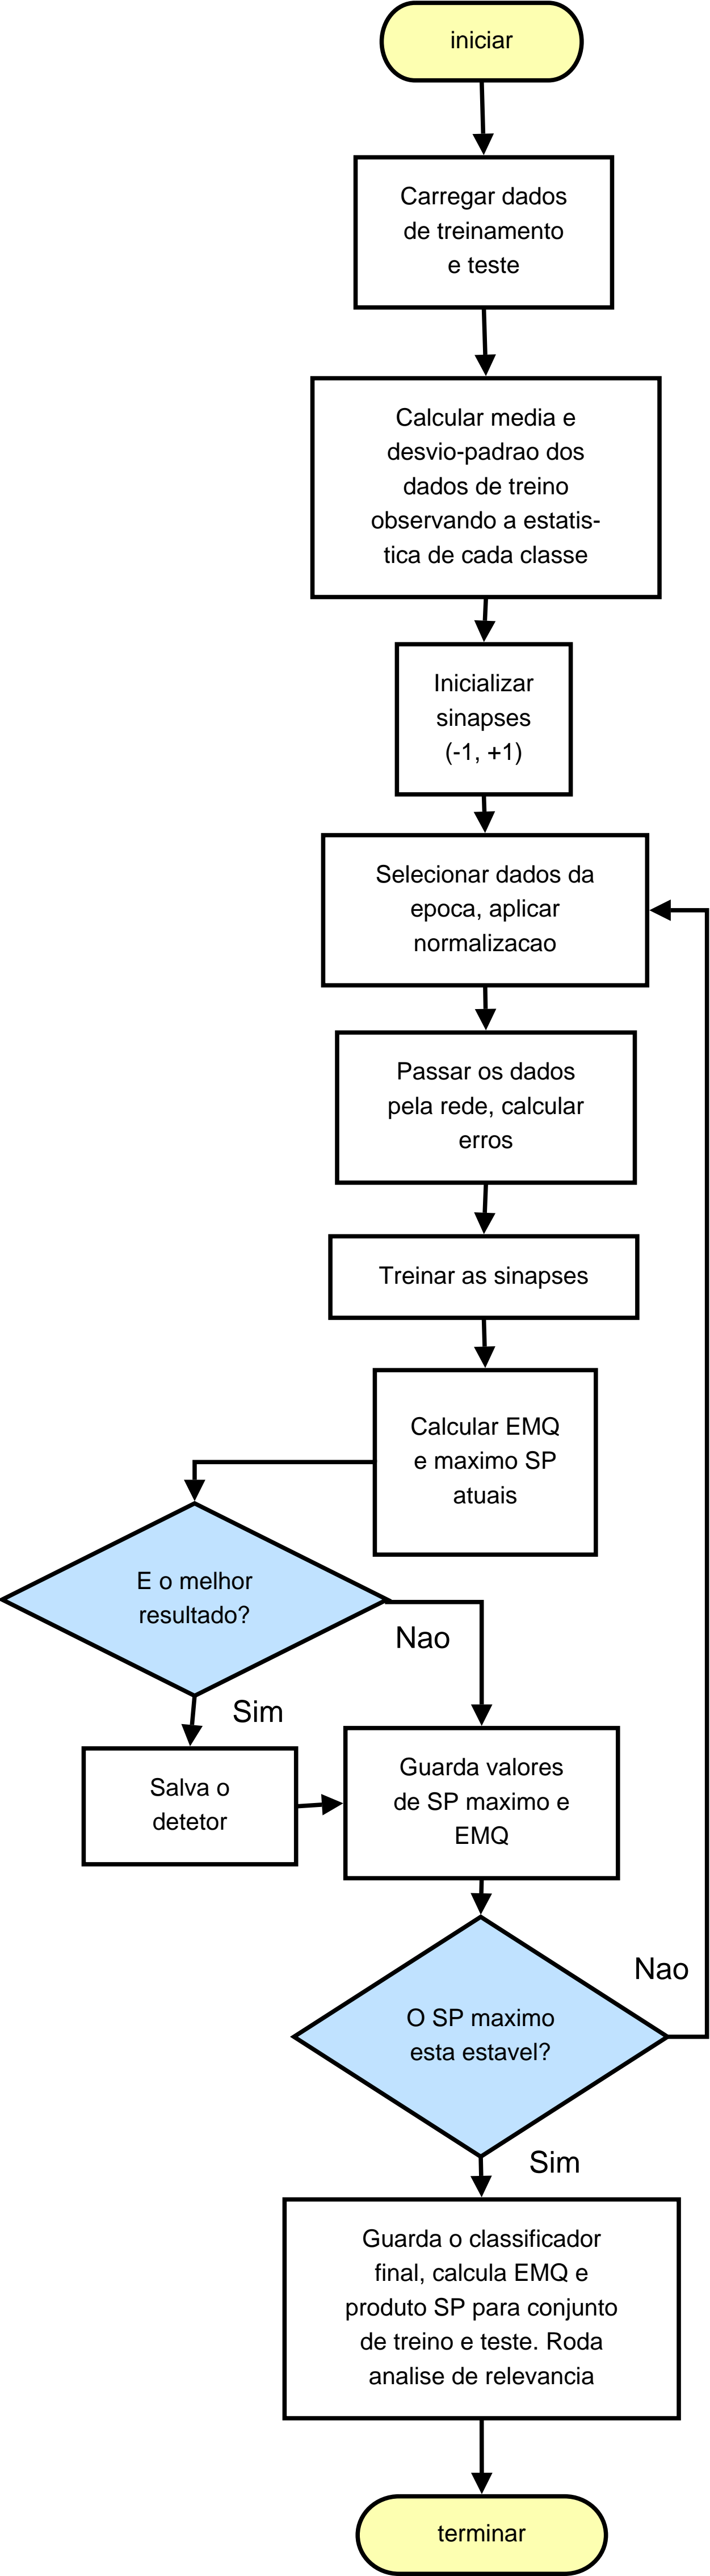 iniciar
Carregar dados
de treinamento
e teste
Calcular media e
desvio-padrao dos
dados de treino
observando a estatis-
tica de cada classe
Inicializar
sinapses
(-1, +1)
Selecionar dados da
epoca, aplicar
normalizacao
Passar os dados
pela rede, calcular
erros
Treinar as sinapses
Calcular EMQ
e maximo SP
atuais
E o melhor
resultado?
Nao
Sim
Salva o
detetor
Guarda valores
de SP maximo e
EMQ
Nao
O SP maximo
esta estavel?
Sim
Guarda o classificador
final, calcula EMQ e
produto SP para conjunto
de treino e teste. Roda
analise de relevancia
terminar